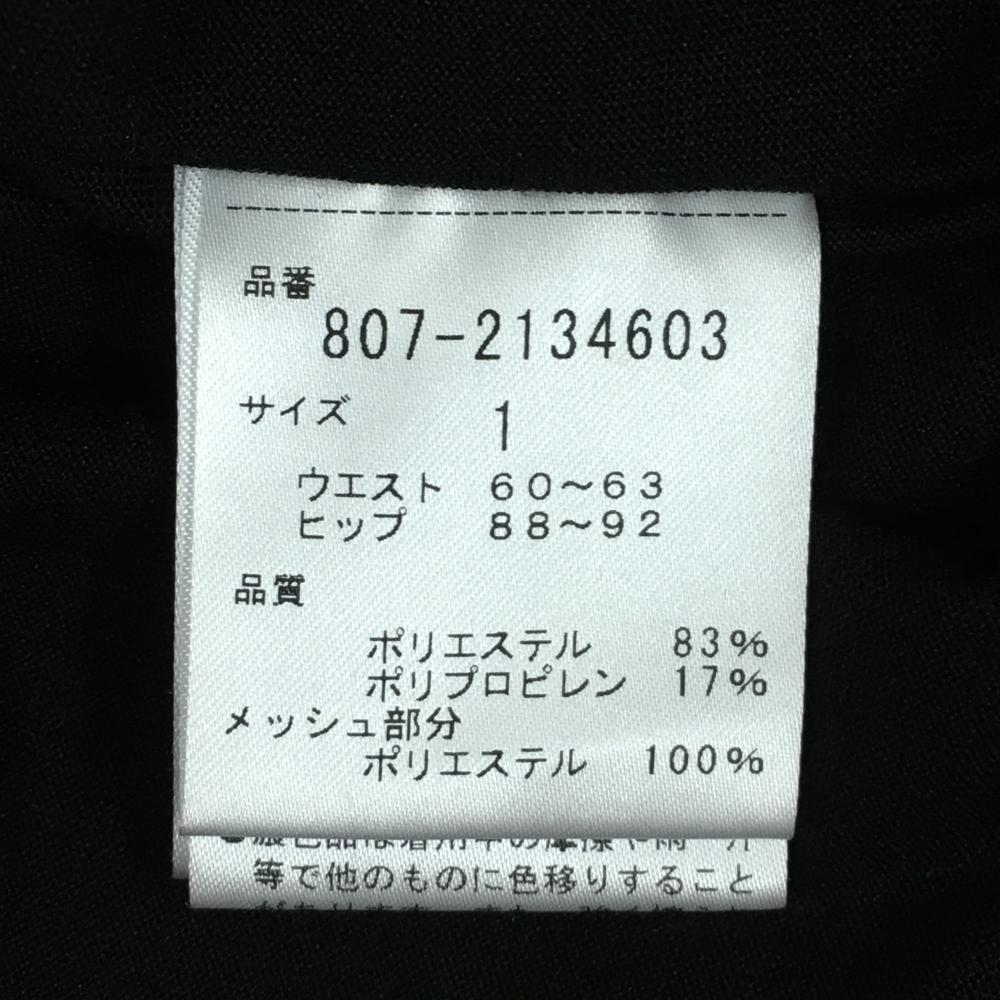 品番
807-2134603
サイズ 1
ウエスト 60～63
ヒップ 88～92
品質
ポリエステル 83%
ポリプロピレン 17%
メッシュ部分
ポリエステル 100%
等で他のものに色移りすること